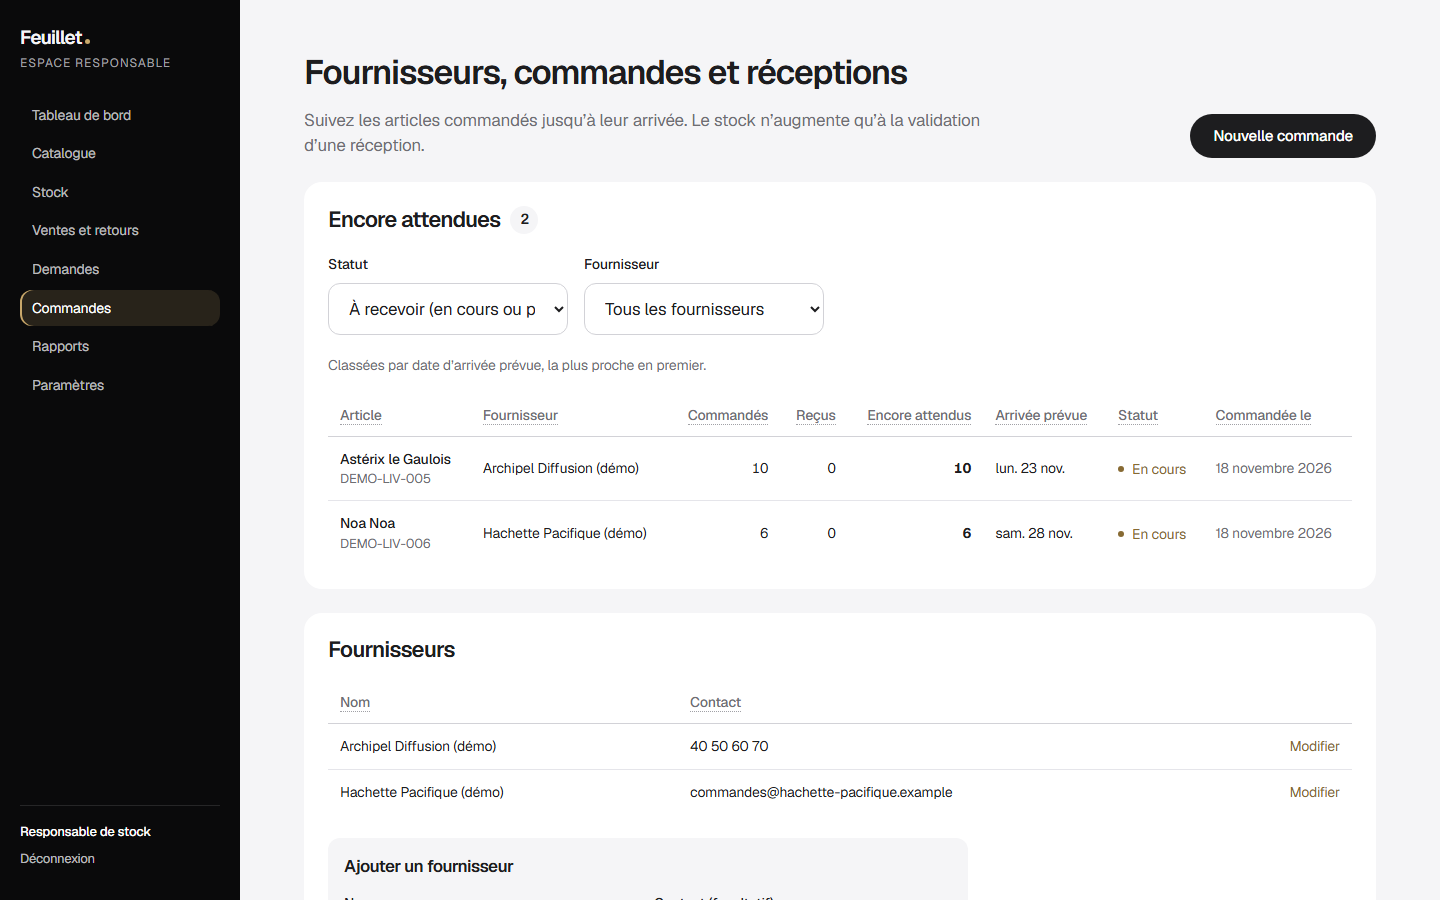 Feuillet.
ESPACE RESPONSABLE
Tableau de bord
Catalogue
Stock
Ventes et retours
Demandes
Commandes
Rapports
Paramètres
Responsable de stock
Déconnexion
Fournisseurs, commandes et réceptions
Suivez les articles commandés jusqu’à leur arrivée. Le stock n’augmente qu’à la validation
d’une réception.
Nouvelle commande
Encore attendues 2
Statut Fournisseur
À recevoir (en cours ou p Tous les fournisseurs
Classées par date d'arrivée prévue, la plus proche en premier.
Article Fournisseur Commandés Reçus Encore attendus Arrivée prévue Statut Commandée le
Astérix le Gaulois
DEMO-LIV-005 Archipel Diffusion (démo) 10 0 10 lun. 23 nov. En cours 18 novembre 2026
Noa Noa
DEMO-LIV-006 Hachette Pacifique (démo) 6 0 6 sam. 28 nov. En cours 18 novembre 2026
Fournisseurs
Nom Contact
Archipel Diffusion (démo) 40 50 60 70 Modifier
Hachette Pacifique (démo) commandes@hachette-pacifique.example Modifier
Ajouter un fournisseur